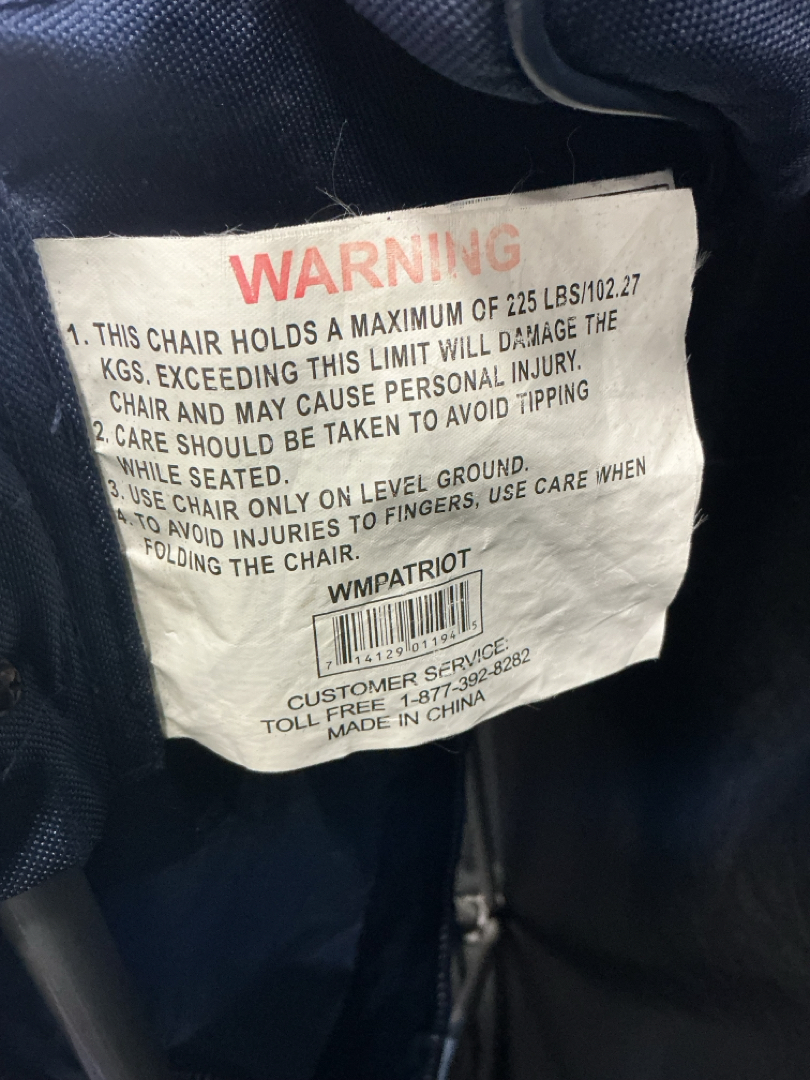 WARNING
1. THIS CHAIR HOLDS A MAXIMUM OF 225 LBS/102.27
KGS. EXCEEDING THIS LIMIT WILL DAMAGE THE
CHAIR AND MAY CAUSE PERSONAL INJURY.
2. CARE SHOULD BE TAKEN TO AVOID TIPPING
WHILE SEATED.
3. USE CHAIR ONLY ON LEVEL GROUND.
4. TO AVOID INJURIES TO FINGERS, USE CARE WHEN
FOLDING THE CHAIR.
WMPATRIOT
7 14129 01194 5
CUSTOMER SERVICE:
TOLL FREE 1-877-392-8282
MADE IN CHINA